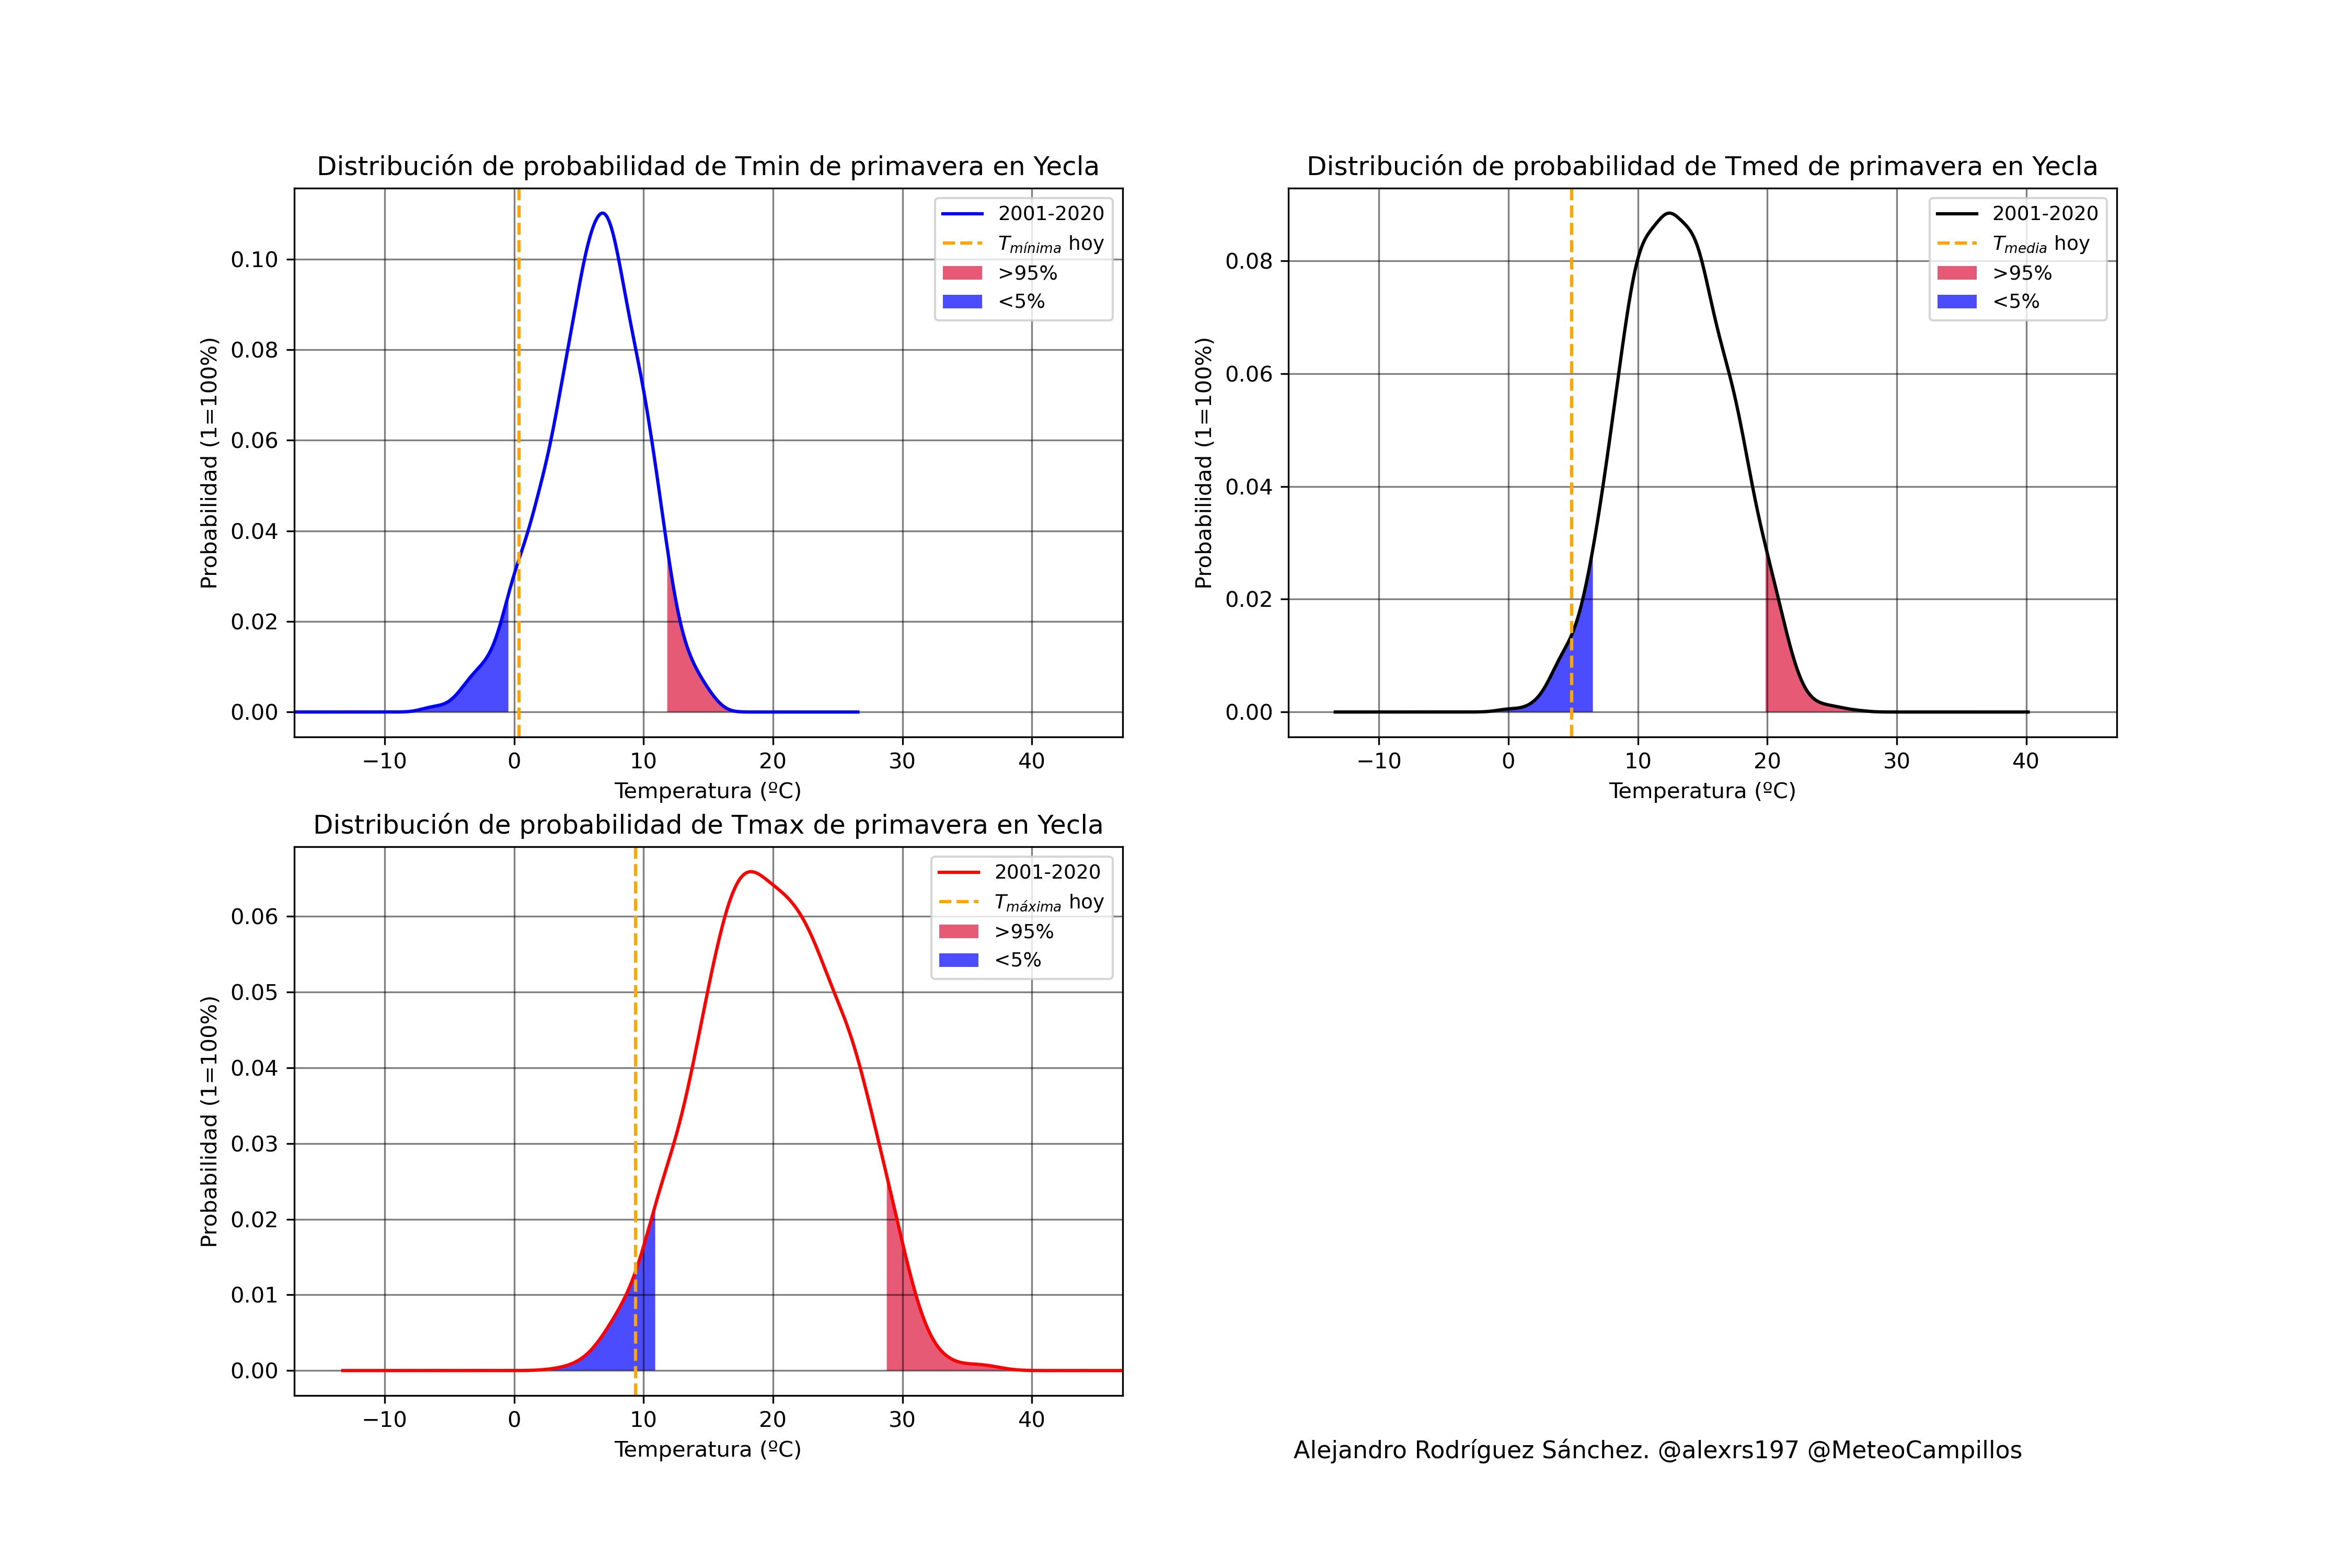 Distribución de probabilidad de Tmin de primavera en Yecla
Probabilidad (1=100%)
0.10
0.08
0.06
0.04
0.02
0.00
2001-2020
Tmínima hoy
>95%
<5%
−10 0 10 20 30 40
Temperatura (ºC)
Distribución de probabilidad de Tmed de primavera en Yecla
Probabilidad (1=100%)
0.08
0.06
0.04
0.02
0.00
2001-2020
Tmedia hoy
>95%
<5%
−10 0 10 20 30 40
Temperatura (ºC)
Distribución de probabilidad de Tmax de primavera en Yecla
Probabilidad (1=100%)
0.06
0.05
0.04
0.03
0.02
0.01
0.00
2001-2020
Tmáxima hoy
>95%
<5%
−10 0 10 20 30 40
Temperatura (ºC)
Alejandro Rodríguez Sánchez. @alexrs197 @MeteoCampillos